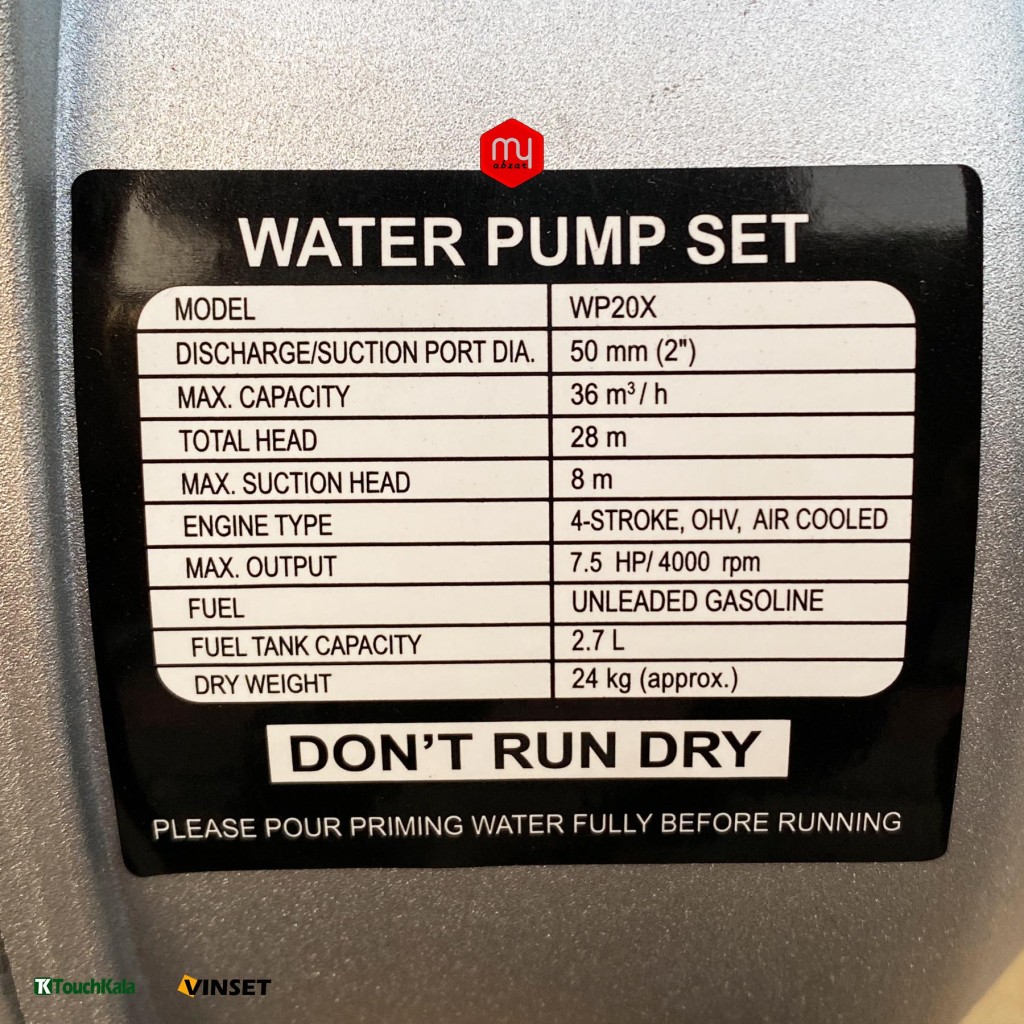 my
abzar
WATER PUMP SET
MODEL WP20X
DISCHARGE/SUCTION PORT DIA. 50 mm (2")
MAX. CAPACITY 36 m³/ h
TOTAL HEAD 28 m
MAX. SUCTION HEAD 8 m
ENGINE TYPE 4-STROKE, OHV, AIR COOLED
MAX. OUTPUT 7.5 HP/ 4000 rpm
FUEL UNLEADED GASOLINE
FUEL TANK CAPACITY 2.7 L
DRY WEIGHT 24 kg (approx.)
DON'T RUN DRY
PLEASE POUR PRIMING WATER FULLY BEFORE RUNNING
TK TouchKala VINSET